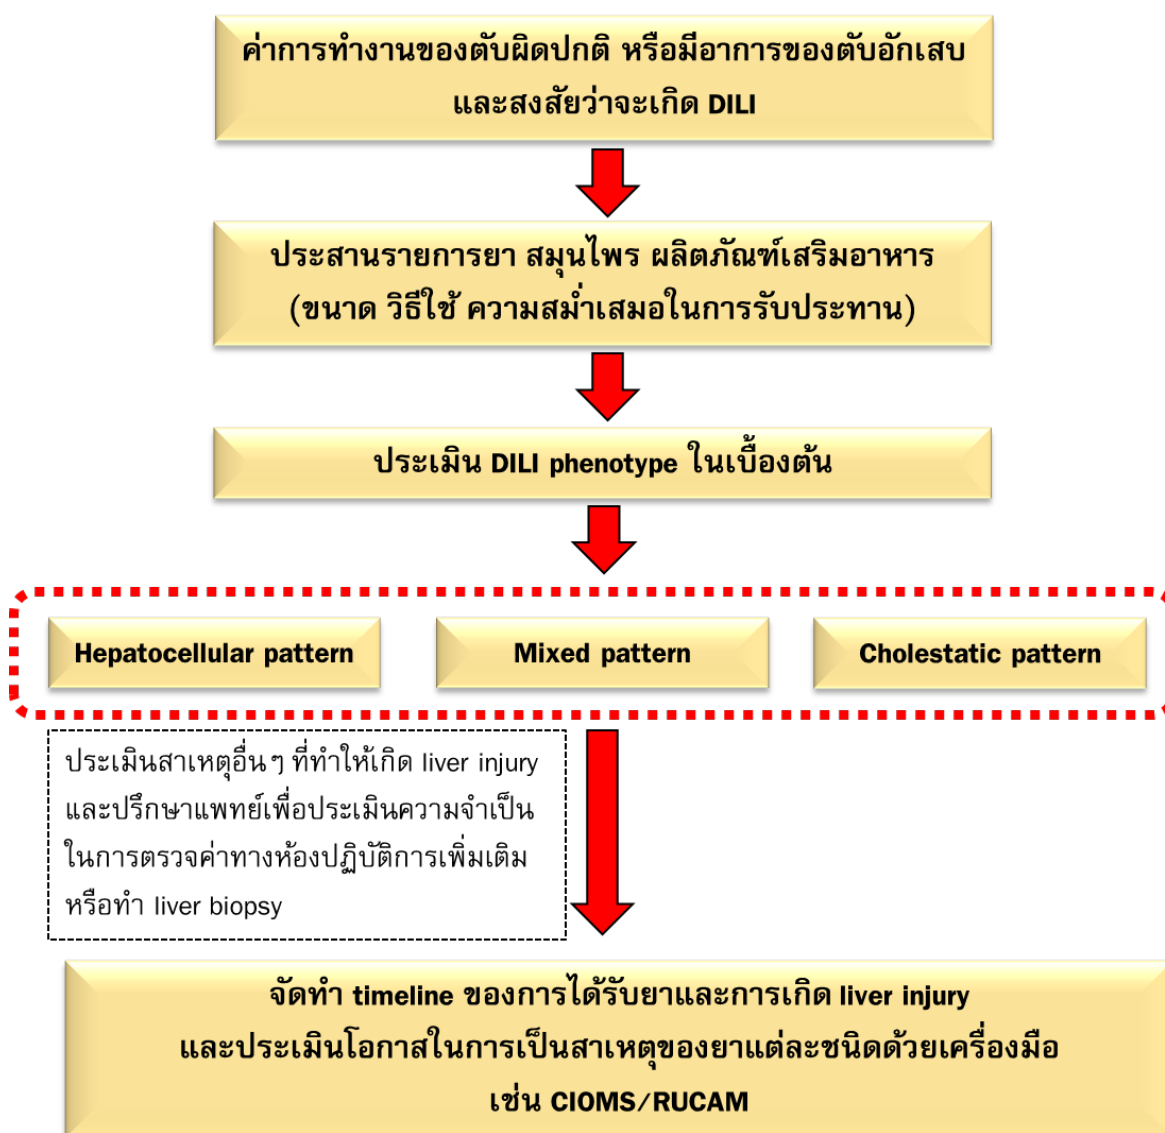 ค่าการทำงานของตับผิดปกติ หรือมีอาการของตับอักเสบ
และสงสัยว่าจะเกิด DILI
ประสานรายการยา สมุนไพร ผลิตภัณฑ์เสริมอาหาร
(ขนาด วิธีใช้ ความสม่ำเสมอในการรับประทาน)
ประเมิน DILI phenotype ในเบื้องต้น
Hepatocellular pattern
Mixed pattern
Cholestatic pattern
ประเมินสาเหตุอื่นๆ ที่ทำให้เกิด liver injury
และปรึกษาแพทย์เพื่อประเมินความจำเป็น
ในการตรวจค่าทางห้องปฏิบัติการเพิ่มเติม
หรือทำ liver biopsy
จัดทำ timeline ของการได้รับยาและการเกิด liver injury
และประเมินโอกาสในการเป็นสาเหตุของยาแต่ละชนิดด้วยเครื่องมือ
เช่น CIOMS/RUCAM